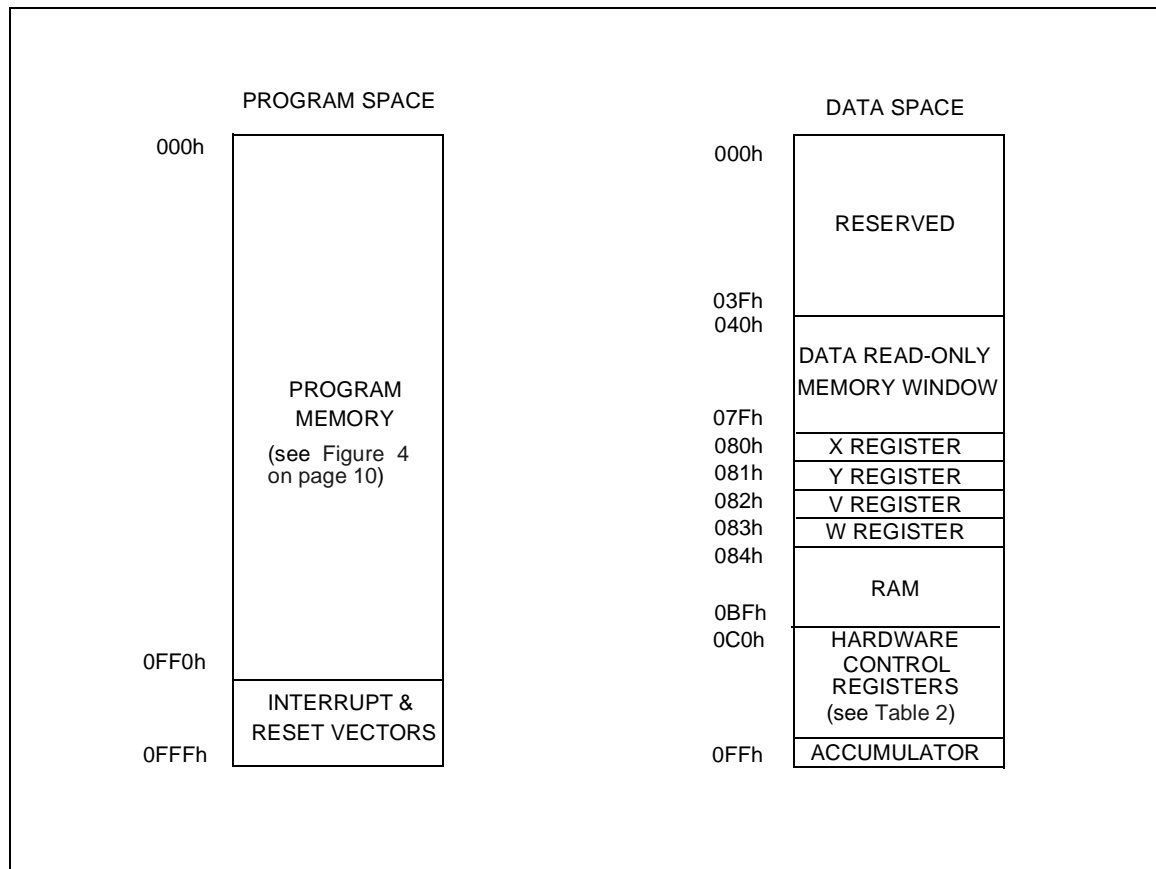 PROGRAM SPACE
000h
PROGRAM
MEMORY
(see Figure 4
on page 10)
0FF0h
INTERRUPT &
RESET VECTORS
0FFFh
DATA SPACE
000h
RESERVED
03Fh
040h
DATA READ-ONLY
MEMORY WINDOW
07Fh
080h X REGISTER
081h Y REGISTER
082h V REGISTER
083h W REGISTER
084h
RAM
0BFh
0C0h HARDWARE
CONTROL
REGISTERS
(see Table 2)
0FFh ACCUMULATOR